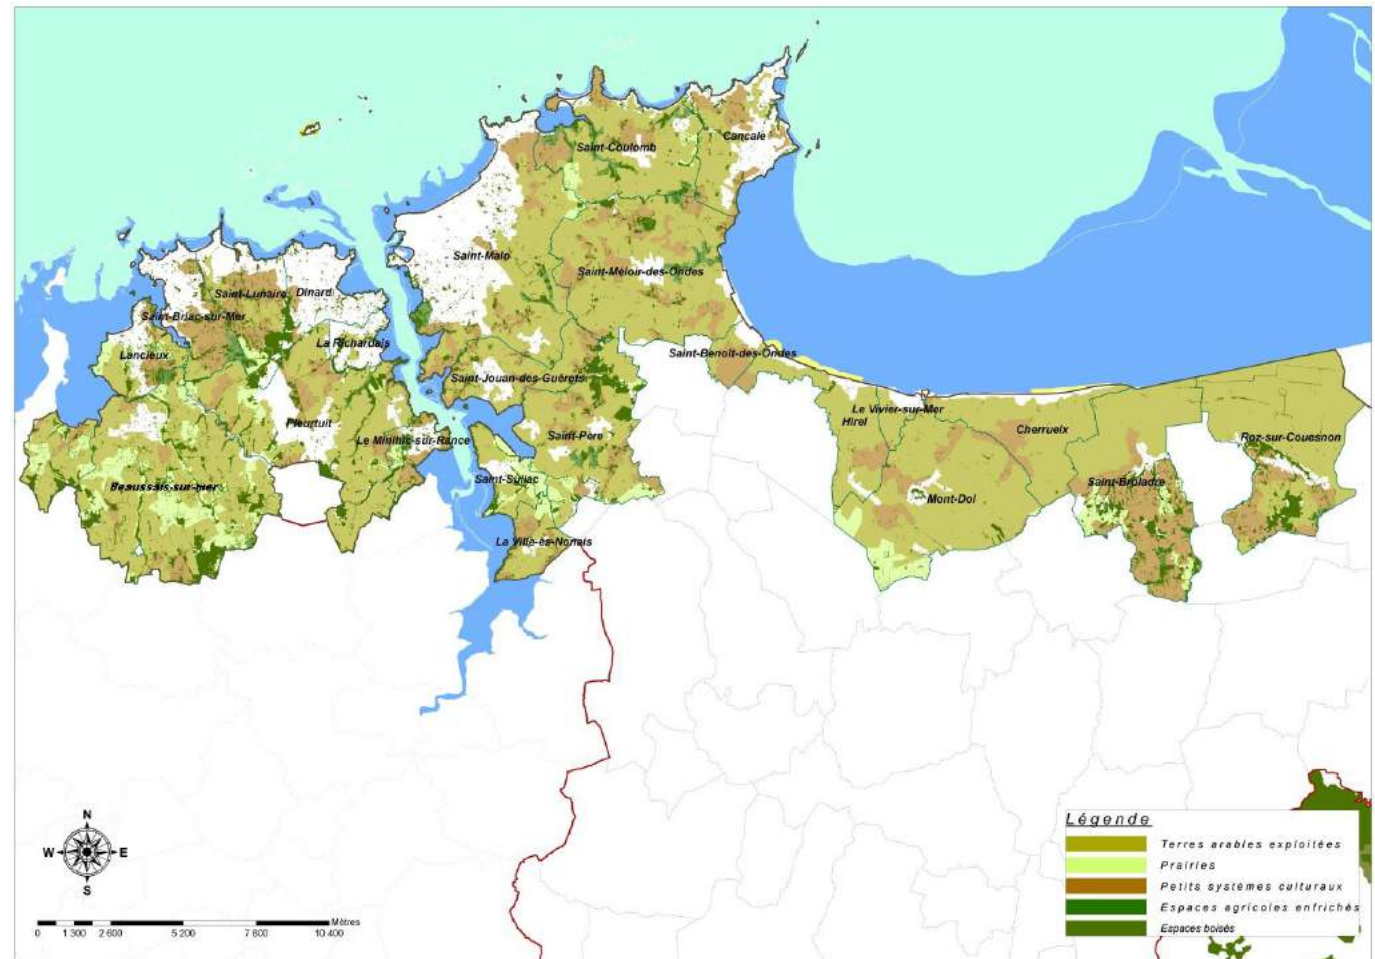 Cancale
Saint-Coulomb
Saint-Malo
Saint-Méloir-des-Ondes
Saint-Lunaire
Dinard
Saint-Briac-sur-Mer
La Richardais
Lancieux
Saint-Benoit-des-Ondes
Saint-Jouan-des-Guérets
Le Vivier-sur-Mer
Hirel
Cherrueix
Pleurtuit
Le Minihic-sur-Rance
Saint-Père
Roz-sur-Couesnon
Beaussais-sur-mer
Saint-Suliac
Saint-Broladre
Mont-Dol
La Ville-ès-Nonais
N
W
E
S
Mètres
0 1 300 2 600 5 200 7 800 10 400
Légende
Terres arables exploitées
Prairies
Petits systèmes culturaux
Espaces agricoles enfrichés
Espaces boisés